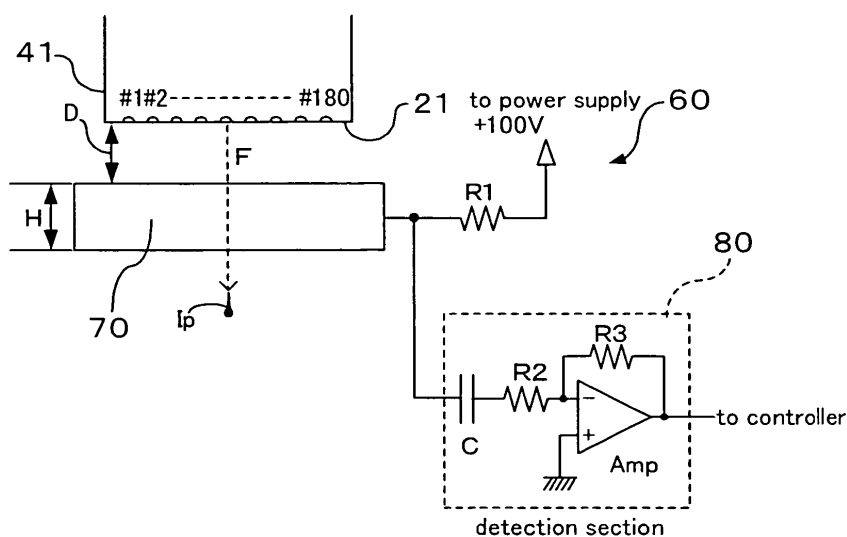 41
#1#2------------#180
21
to power supply
+100V
60
D
F
R1
H
80
70
Ip
R3
R2
−
+
C
Amp
to controller
detection section